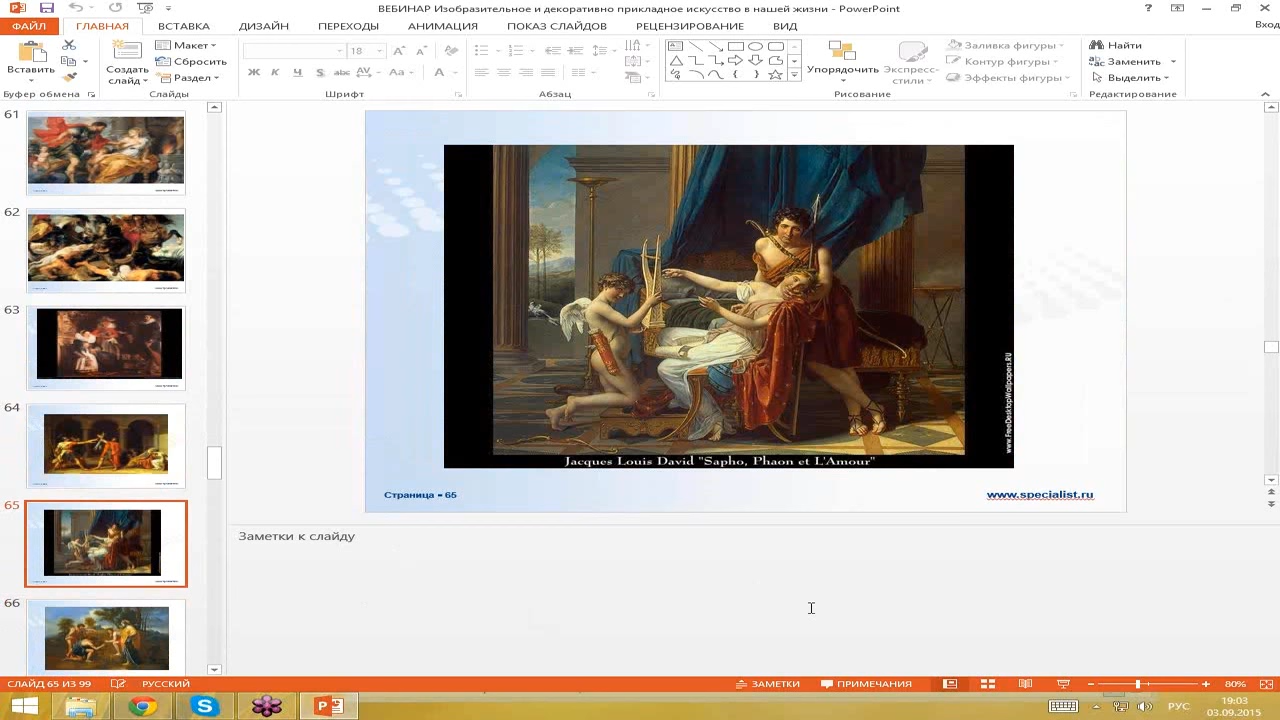 ВЕБИНАР Изобразительное и декоративно прикладное искусство в нашей жизни - PowerPoint
?
Вход
ФАЙЛ ГЛАВНАЯ ВСТАВКА ДИЗАЙН ПЕРЕХОДЫ ПОКАЗ СЛАЙДОВ ВИД
Вставить
Создать слайд
Макет
Сбросить
Раздел
18
Ж К Ч S abc AV Aa А
Упорядочить
Экспресс-стили
Заливка фигуры
Контур фигуры
Эффекты фигуры
Найти
Заменить
Выделить
Буфер обмена Слайды Шрифт Абзац Рисование Редактирование
61
62
63
64
65
66
www.FreeDesktopWallpapers.RU
Jacques Louis David "Sapho, Phaon et L'Amour"
Страница ▪ 65
www.specialist.ru
Заметки к слайду
СЛАЙД 65 ИЗ 99 РУССКИЙ ЗАМЕТКИ ПРИМЕЧАНИЯ 80%
РУС
19:03
03.09.2015